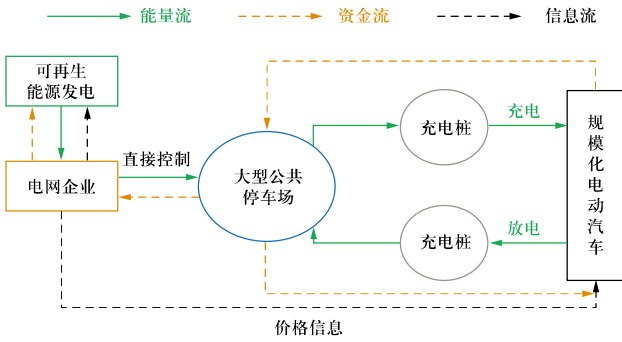 能量流 资金流 信息流
可再生
能源发电
直接控制
电网企业
大型公共
停车场
充电桩
充电
规模化电动汽车
充电桩
放电
价格信息